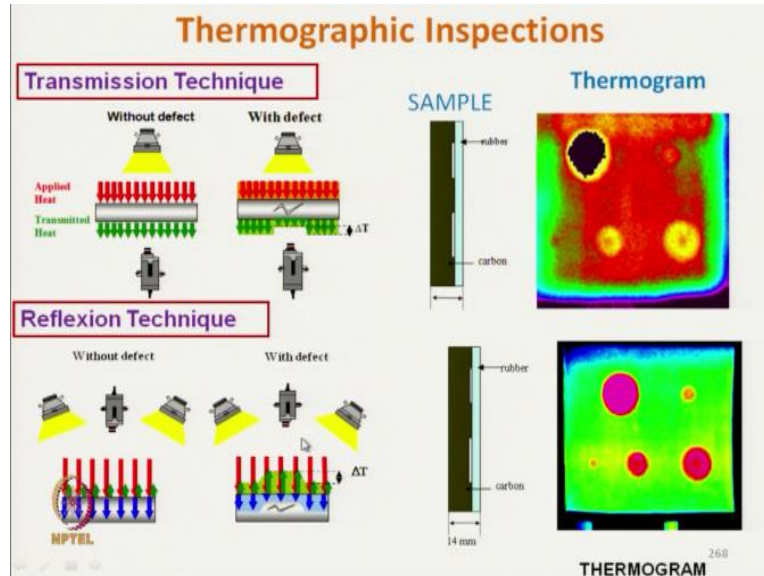 Thermographic Inspections
Transmission Technique
Thermogram
SAMPLE
Without defect
With defect
rubber
Applied
Heat
Transmitted
Heat
ΔT
carbon
Reflexion Technique
Without defect
With defect
rubber
ΔT
carbon
NPTEL
14 mm
268
THERMOGRAM